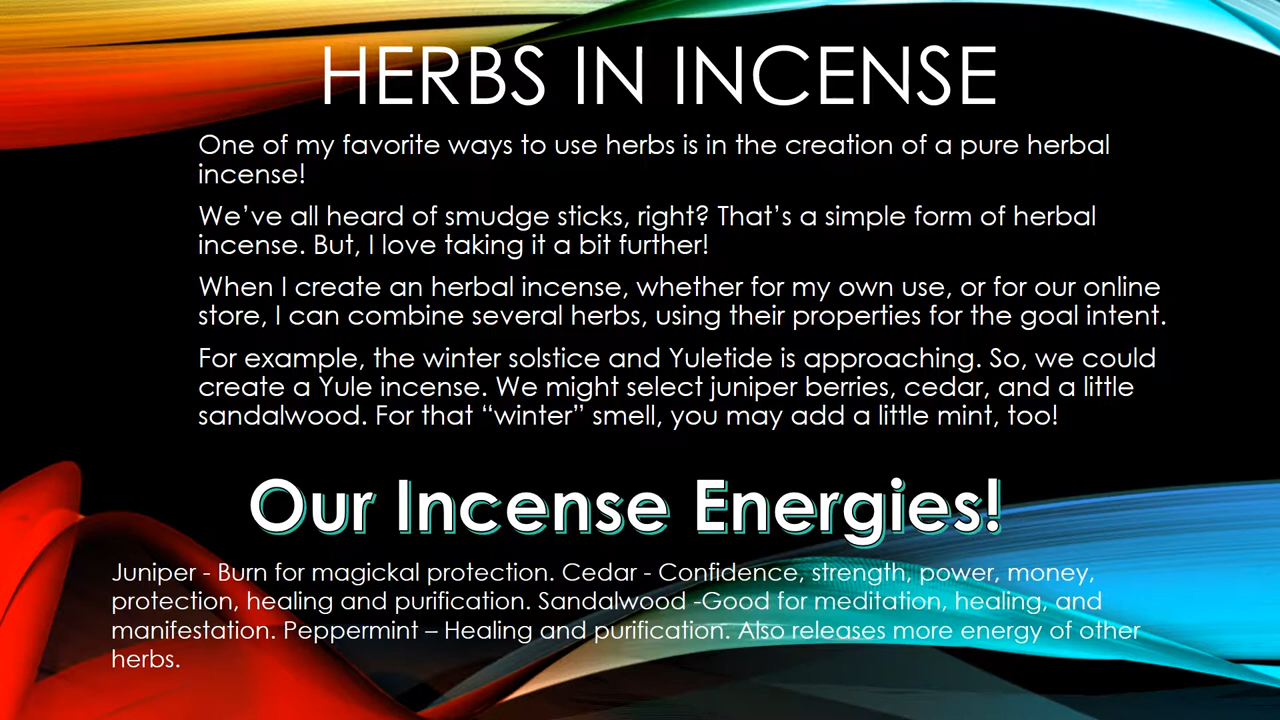 HERBS IN INCENSE
One of my favorite ways to use herbs is in the creation of a pure herbal
incense!
We’ve all heard of smudge sticks, right? That’s a simple form of herbal
incense. But, I love taking it a bit further!
When I create an herbal incense, whether for my own use, or for our online
store, I can combine several herbs, using their properties for the goal intent.
For example, the winter solstice and Yuletide is approaching. So, we could
create a Yule incense. We might select juniper berries, cedar, and a little
sandalwood. For that “winter” smell, you may add a little mint, too!
Our Incense Energies!
Juniper - Burn for magickal protection. Cedar - Confidence, strength, power, money,
protection, healing and purification. Sandalwood -Good for meditation, healing, and
manifestation. Peppermint – Healing and purification. Also releases more energy of other
herbs.